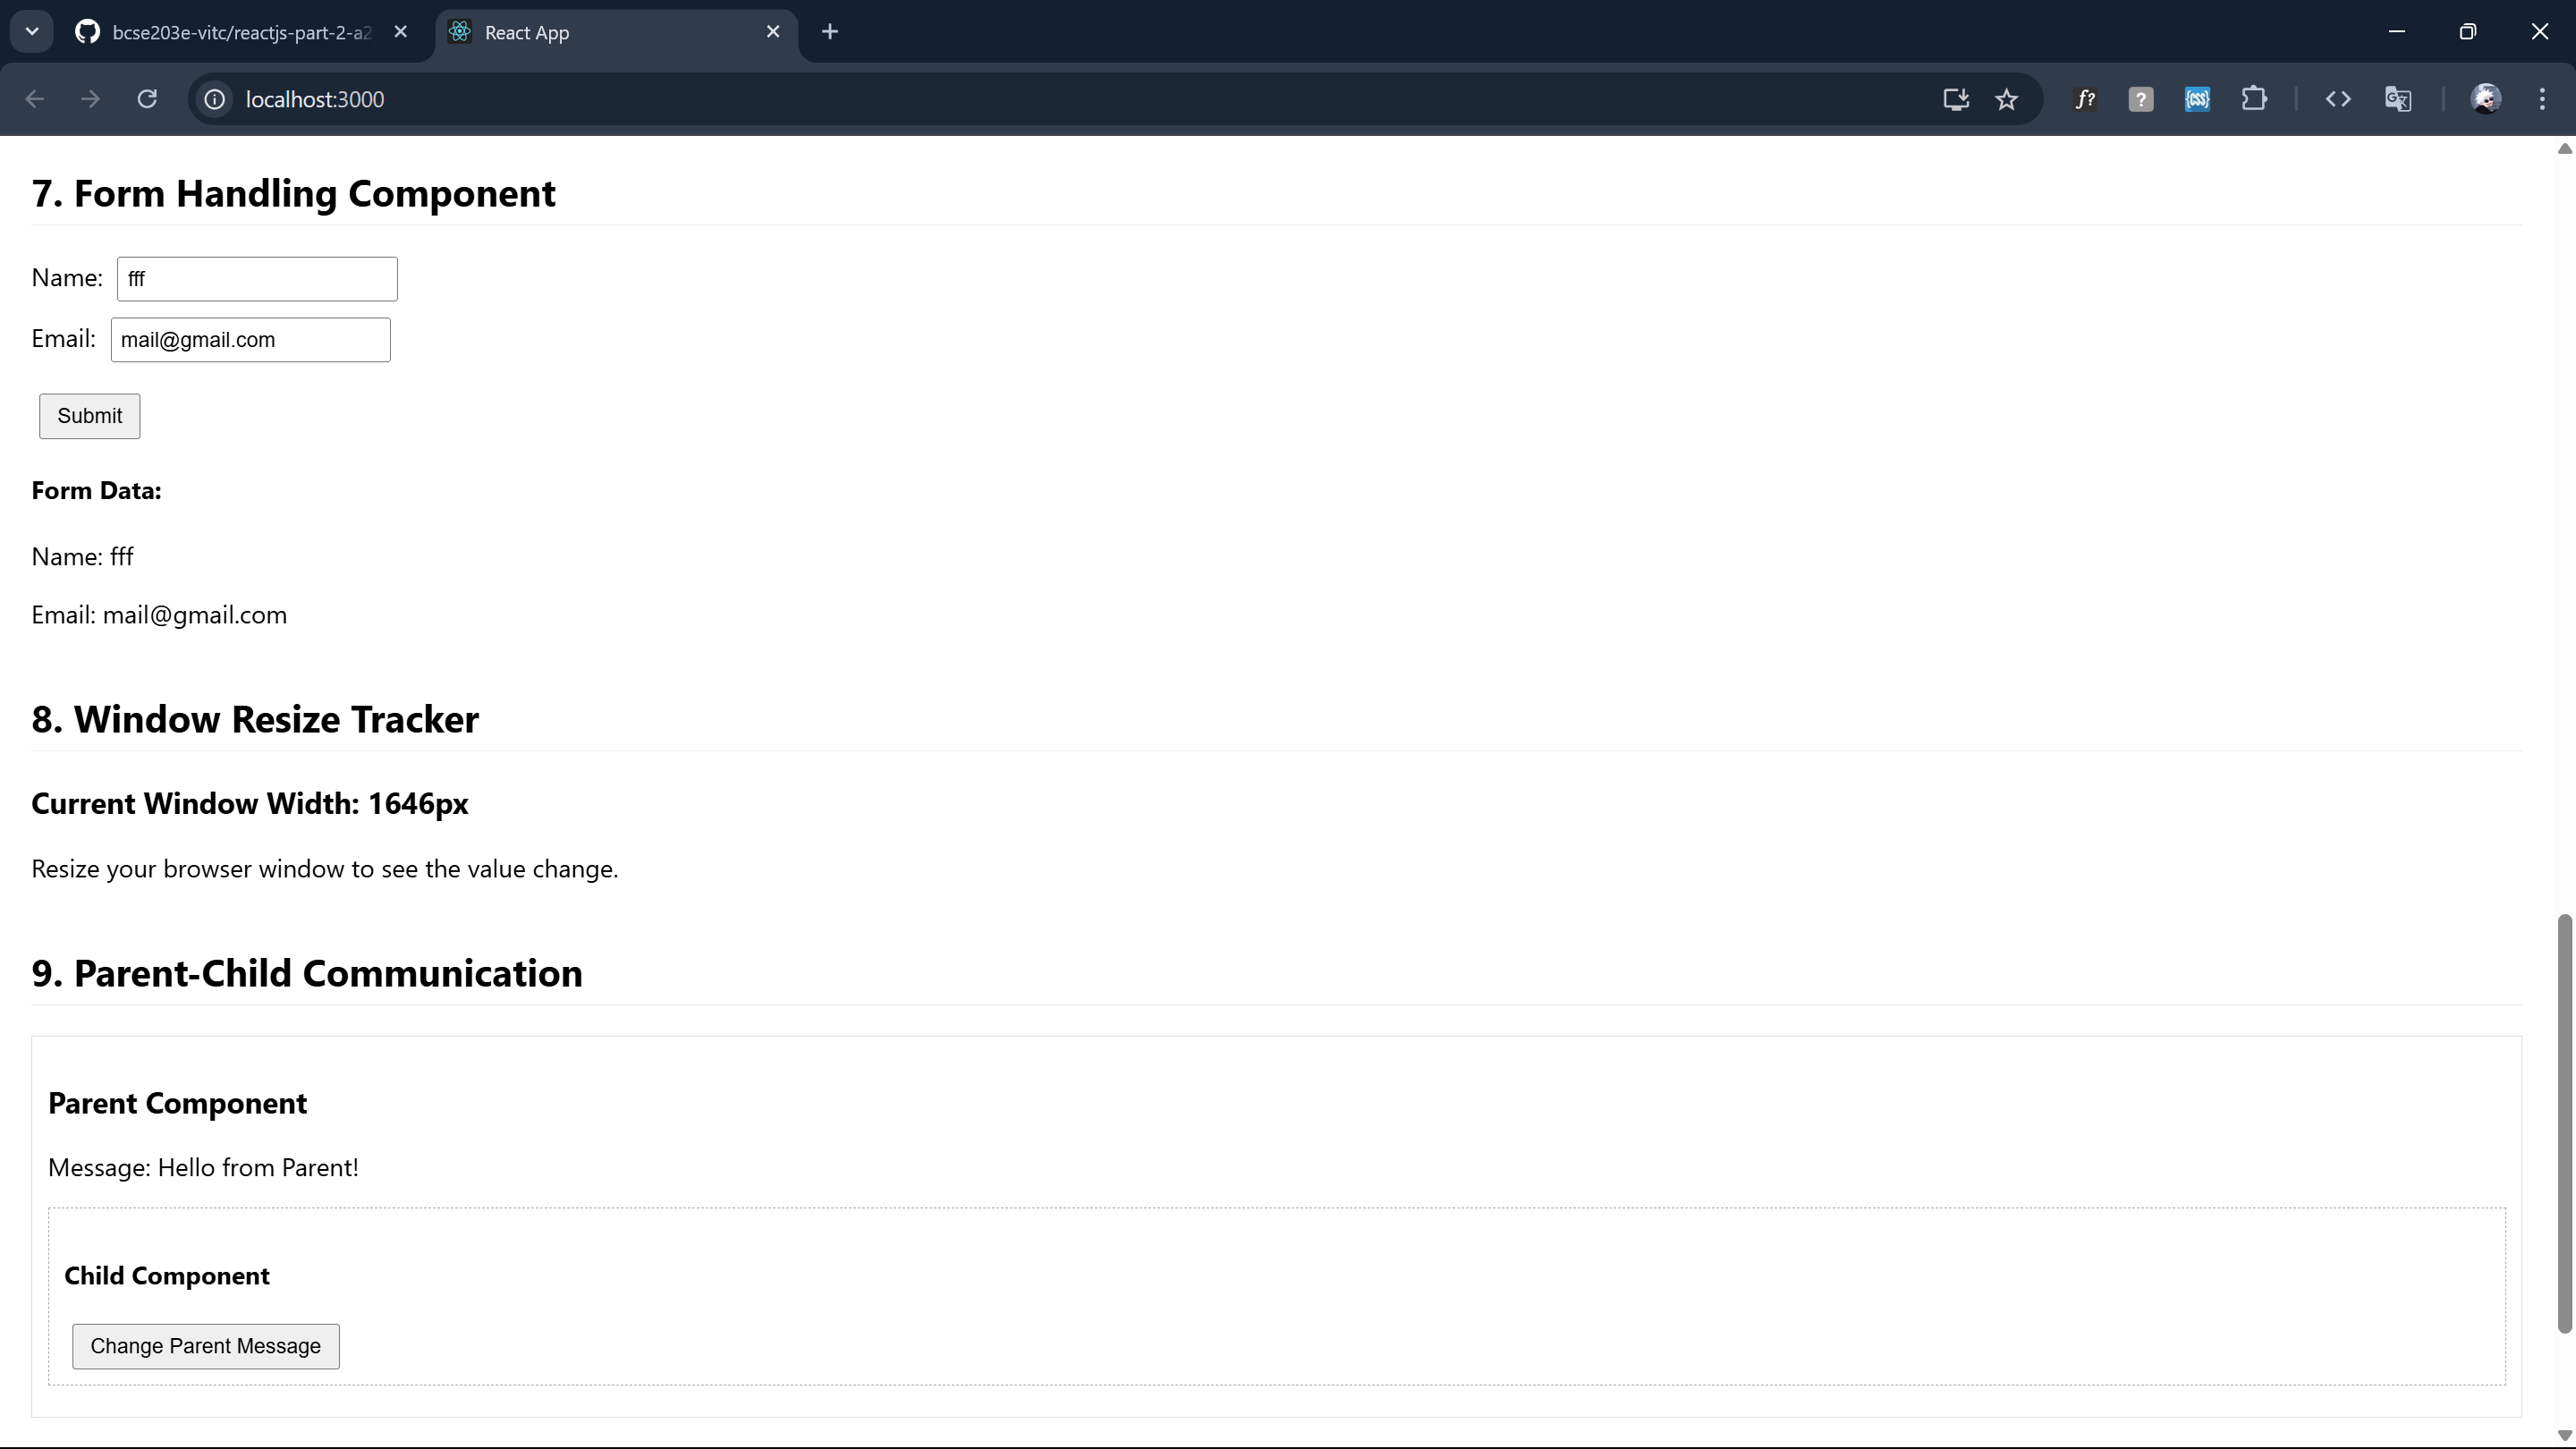 bcse203e-vitc/reactjs-part-2-a2
React App
localhost:3000
f?
?
{CSS}
7. Form Handling Component
Name: fff
Email: mail@gmail.com
Submit
Form Data:
Name: fff
Email: mail@gmail.com
8. Window Resize Tracker
Current Window Width: 1646px
Resize your browser window to see the value change.
9. Parent-Child Communication
Parent Component
Message: Hello from Parent!
Child Component
Change Parent Message